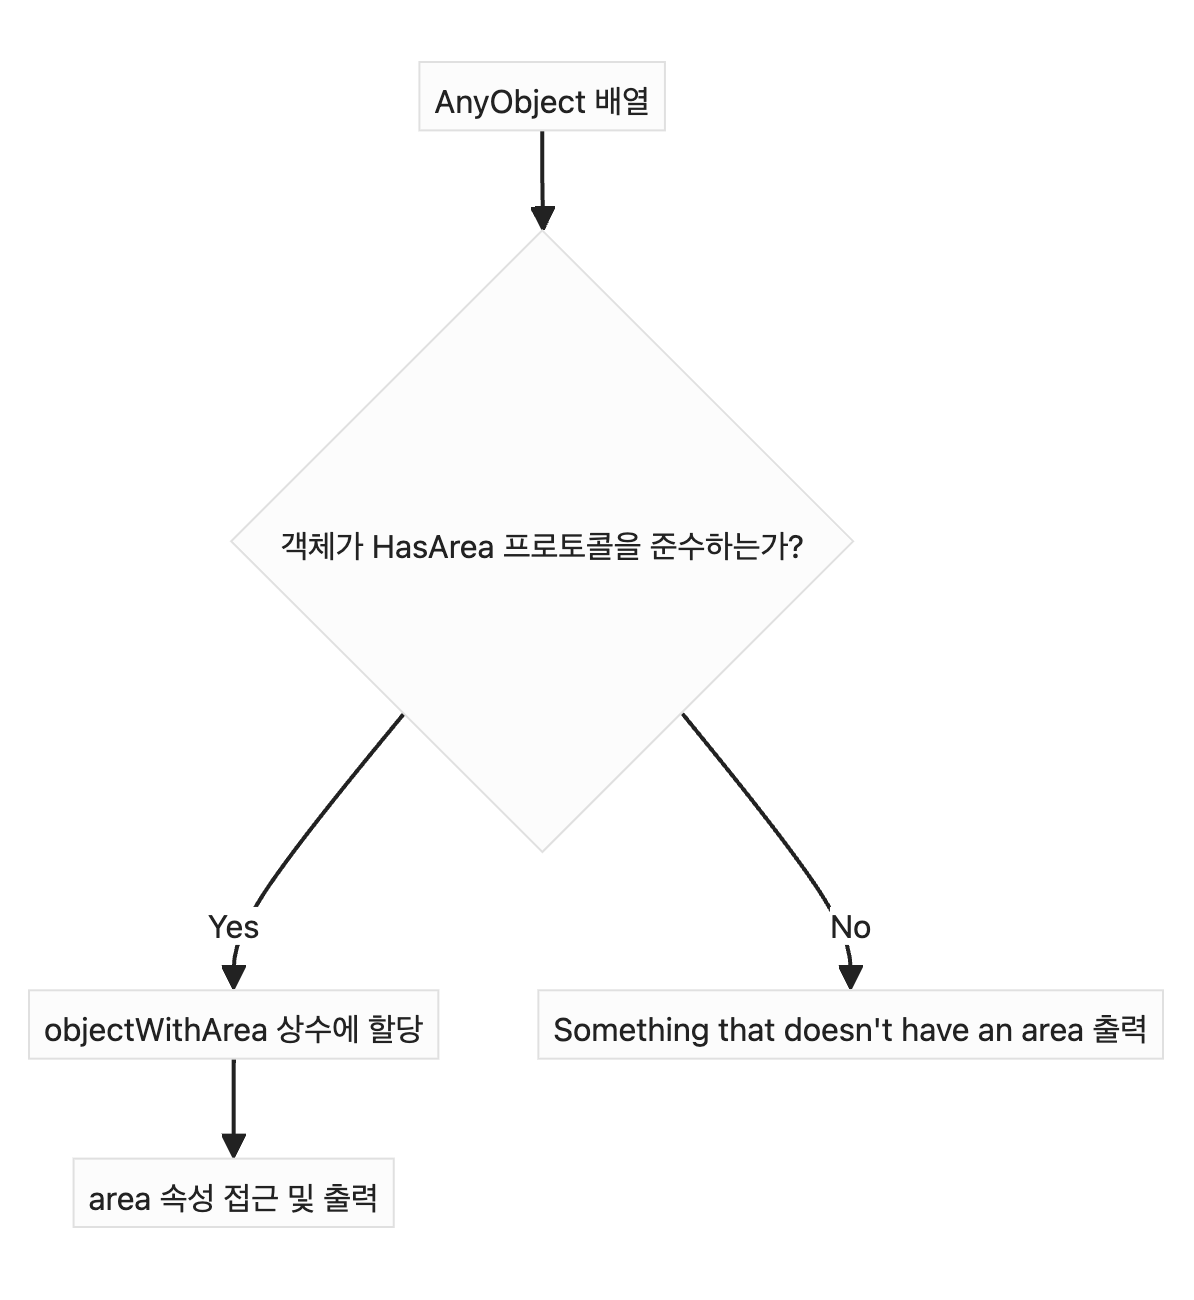 AnyObject 배열
객체가 HasArea 프로토콜을 준수하는가?
Yes
No
objectWithArea 상수에 할당
Something that doesn't have an area 출력
area 속성 접근 및 출력